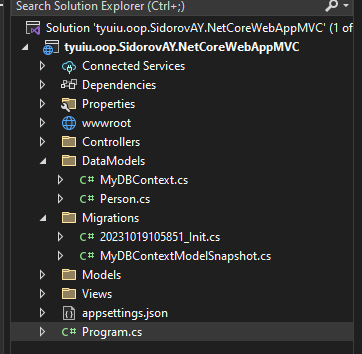 Search Solution Explorer (Ctrl+;)
Solution 'tyuiu.oop.SidorovAY.NetCoreWebAppMVC' (1 of
tyuiu.oop.SidorovAY.NetCoreWebAppMVC
Connected Services
Dependencies
Properties
wwwroot
Controllers
DataModels
C# MyDBContext.cs
C# Person.cs
Migrations
C# 20231019105851_Init.cs
C# MyDBContextModelSnapshot.cs
Models
Views
appsettings.json
C# Program.cs